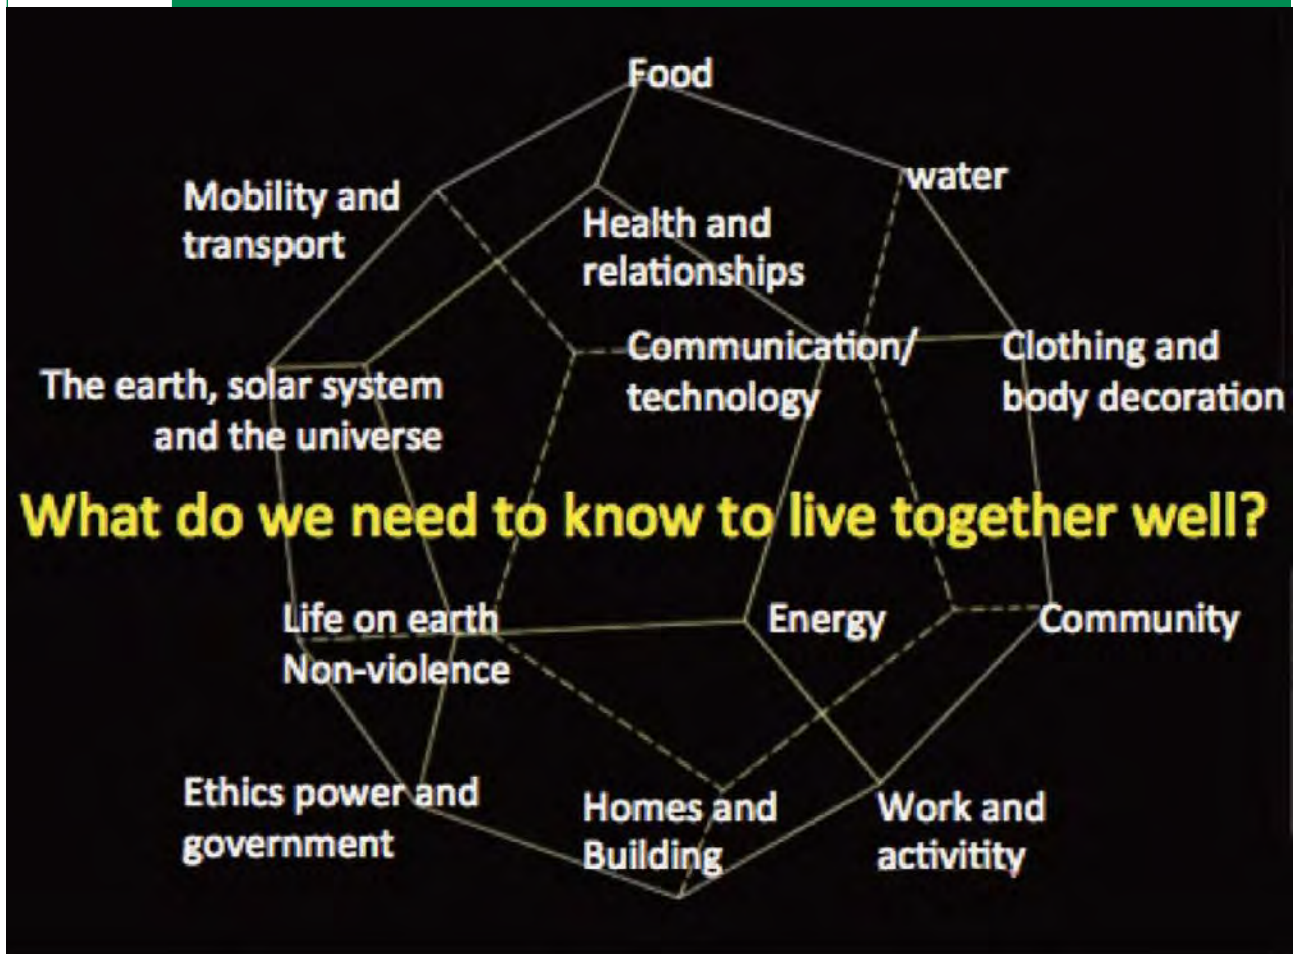 Food
water
Mobility and
transport
Health and
relationships
Communication/
technology
Clothing and
body decoration
The earth, solar system
and the universe
What do we need to know to live together well?
Life on earth
Non-violence
Energy
Community
Ethics power and
government
Homes and
Building
Work and
activitity